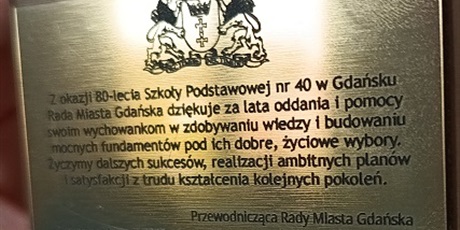 Z okazji 80-lecia Szkoły Podstawowej nr 40 w Gdańsku
Rada Miasta Gdańska dziękuje za lata oddania i pomocy
swoim wychowankom w zdobywaniu wiedzy i budowaniu
mocnych fundamentów pod ich dobre, życiowe wybory.
Życzymy dalszych sukcesów, realizacji ambitnych planów
i satysfakcji z trudu kształcenia kolejnych pokoleń.
Przewodnicząca Rady Miasta Gdańska